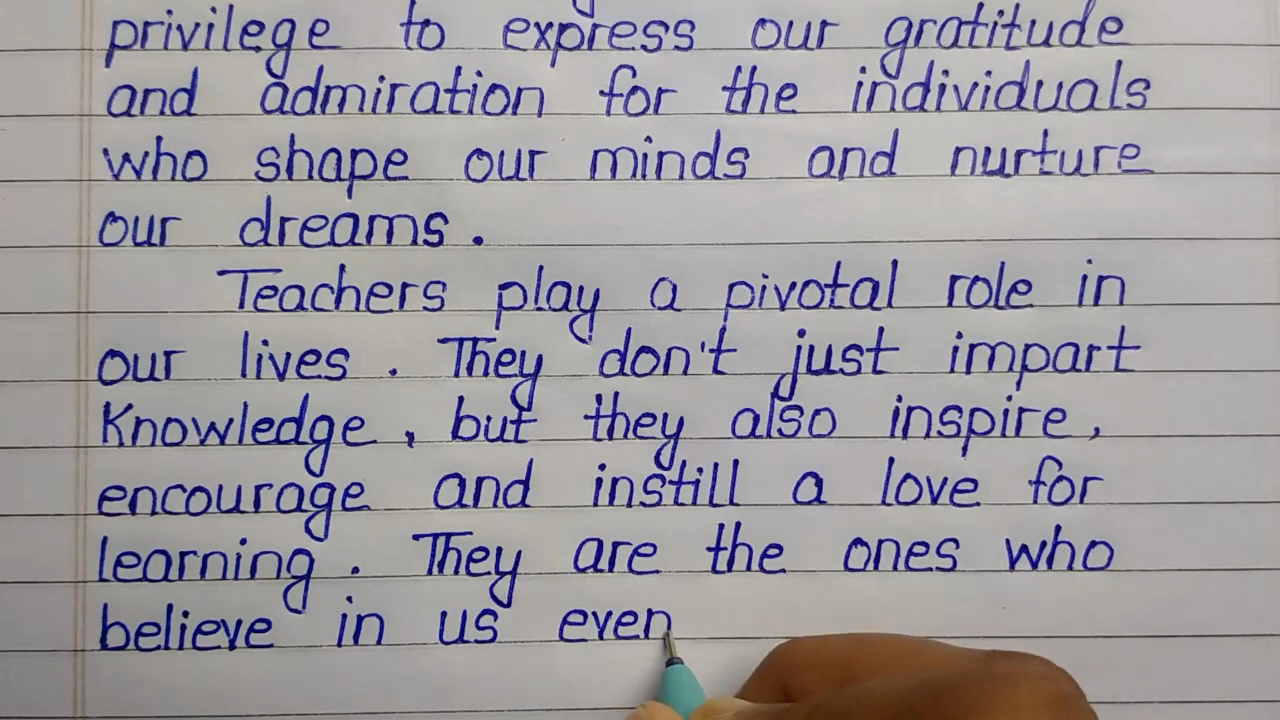 privilege to express our gratitude
and admiration for the individuals
who shape our minds and nurture
our dreams.
Teachers play a pivotal role in
our lives. They don't just impart
Knowledge, but they also inspire,
encourage and instill a love for
learning. They are the ones who
believe in us even